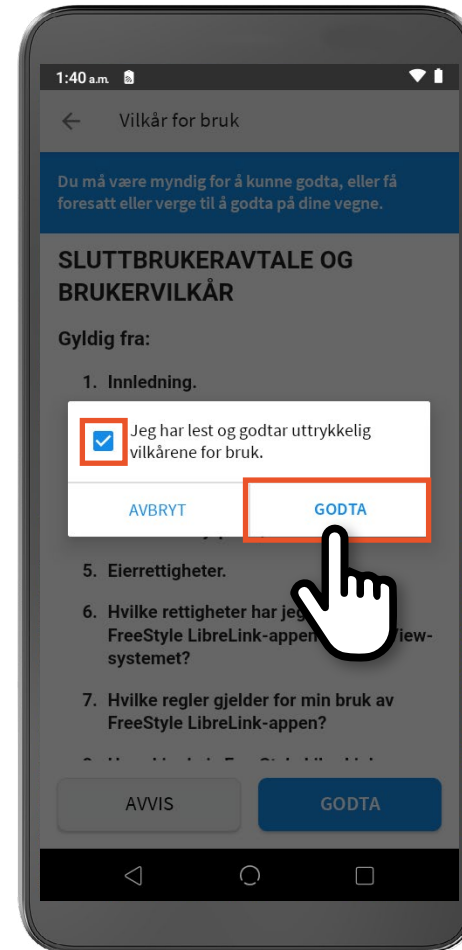 1:40 a.m.
Vilkår for bruk
Du må være myndig for å kunne godta, eller få
foresatt eller verge til å godta på dine vegne.
SLUTTBRUKERAVTALE OG
BRUKERVILKÅR
Gyldig fra:
1. Innledning.
Jeg har lest og godtar uttrykkelig
vilkårene for bruk.
AVBRYT
GODTA
5. Eierrettigheter.
6. Hvilke rettigheter har jeg
FreeStyle LibreLink-appen iew-
systemet?
7. Hvilke regler gjelder for min bruk av
FreeStyle LibreLink-appen?
AVVIS
GODTA